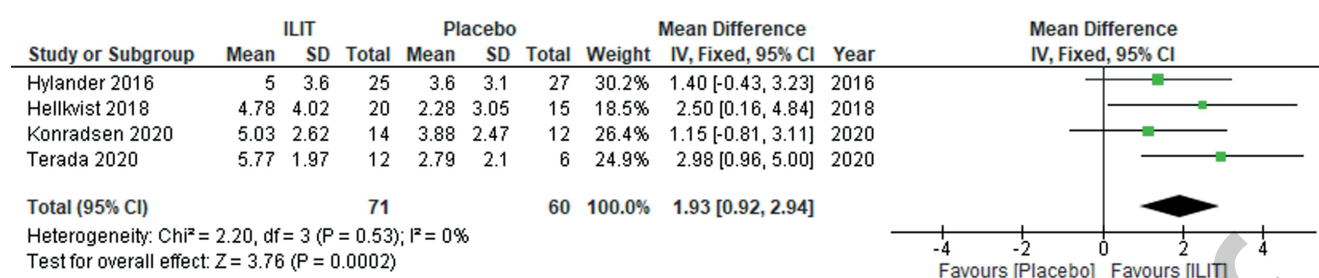 ILIT Placebo Mean Difference Mean Difference
Study or Subgroup Mean SD Total Mean SD Total Weight IV, Fixed, 95% CI Year IV, Fixed, 95% CI
Hylander 2016 5 3.6 25 3.6 3.1 27 30.2% 1.40 [-0.43, 3.23] 2016
Hellkvist 2018 4.78 4.02 20 2.28 3.05 15 18.5% 2.50 [0.16, 4.84] 2018
Konradsen 2020 5.03 2.62 14 3.88 2.47 12 26.4% 1.15 [-0.81, 3.11] 2020
Terada 2020 5.77 1.97 12 2.79 2.1 6 24.9% 2.98 [0.96, 5.00] 2020
Total (95% CI) 71 60 100.0% 1.93 [0.92, 2.94]
Heterogeneity: Chi² = 2.20, df = 3 (P = 0.53); I² = 0%
Test for overall effect: Z = 3.76 (P = 0.0002)
-4 -2 0 2 4
Favours [Placebo] Favours [ILIT]